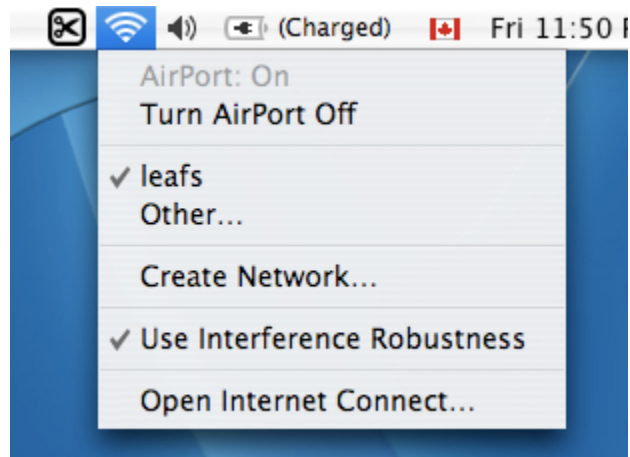 (Charged) Fri 11:50
AirPort: On
Turn AirPort Off
leafs
Other...
Create Network...
Use Interference Robustness
Open Internet Connect...